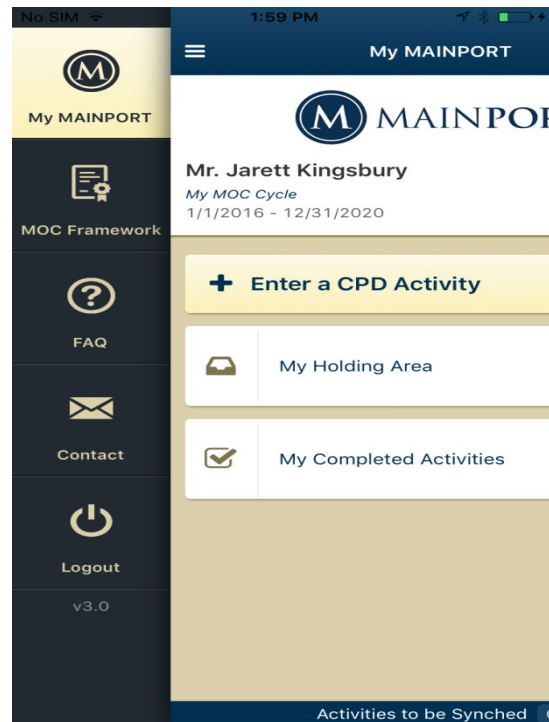 No SIM 1:59 PM
M
My MAINPORT
MOC Framework
FAQ
Contact
Logout
v3.0
My MAINPORT
M
Mr. Jarett Kingsbury
My MOC Cycle
1/1/2016 - 12/31/2020
Enter a CPD Activity
My Holding Area
My Completed Activities
Activities to be Synched